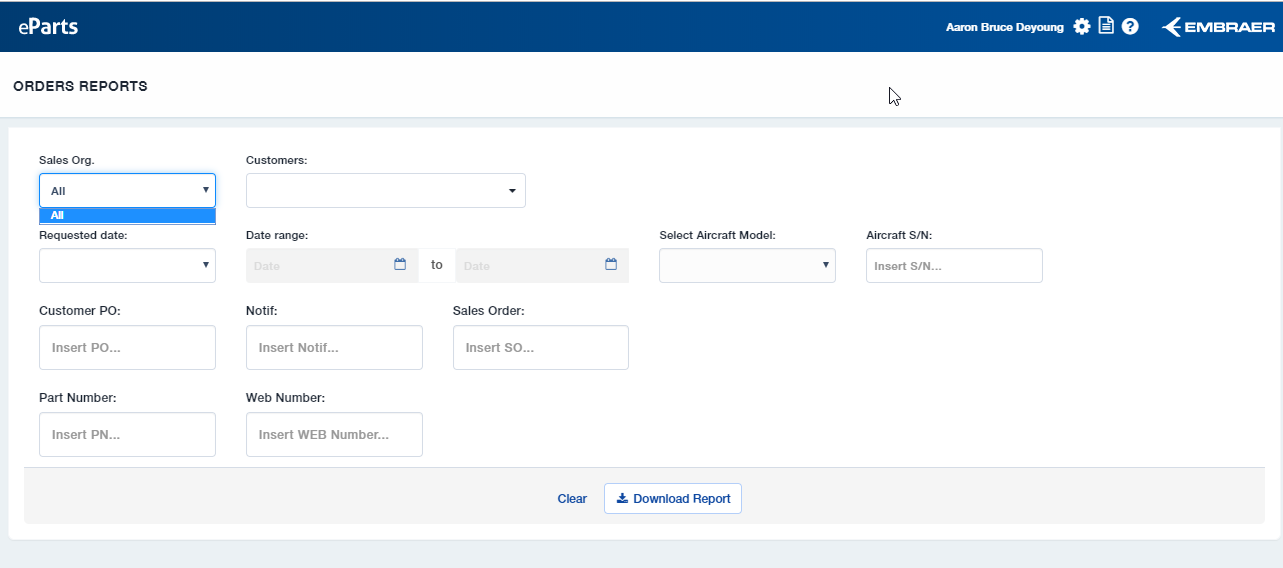 eParts
Aaron Bruce Deyoung
EMBRAER
ORDERS REPORTS
Sales Org.
Customers:
All
All
Requested date:
Date range:
Select Aircraft Model:
Aircraft S/N:
Date
to
Date
Insert S/N...
Customer PO:
Notif:
Sales Order:
Insert PO...
Insert Notif...
Insert SO...
Part Number:
Web Number:
Insert PN...
Insert WEB Number...
Clear
Download Report